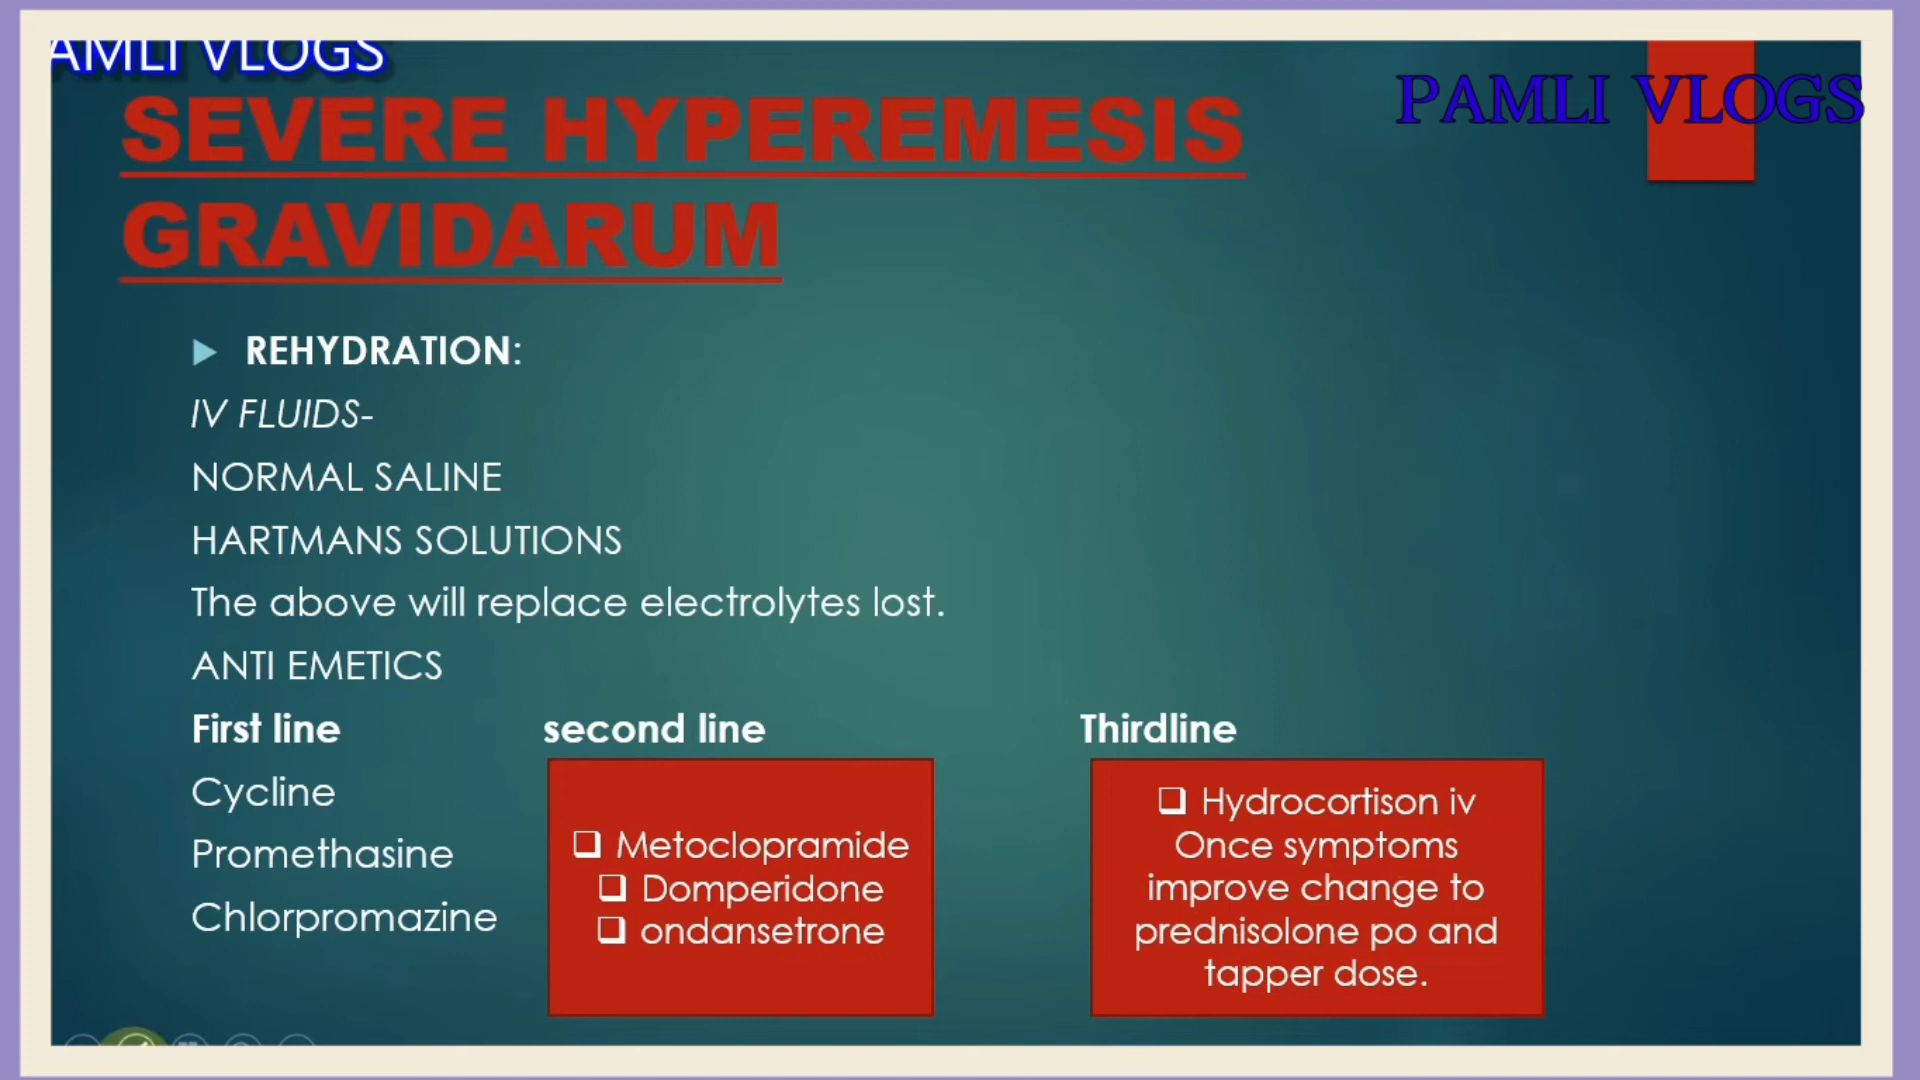 AMLI VLOGS
PAMLI VLOGS
SEVERE HYPEREMESIS
GRAVIDARUM
REHYDRATION:
IV FLUIDS-
NORMAL SALINE
HARTMANS SOLUTIONS
The above will replace electrolytes lost.
ANTI EMETICS
First line second line Thirdline
Cycline
Promethasine
Chlorpromazine
Metoclopramide
Domperidone
ondansetrone
Hydrocortison iv
Once symptoms
improve change to
prednisolone po and
tapper dose.